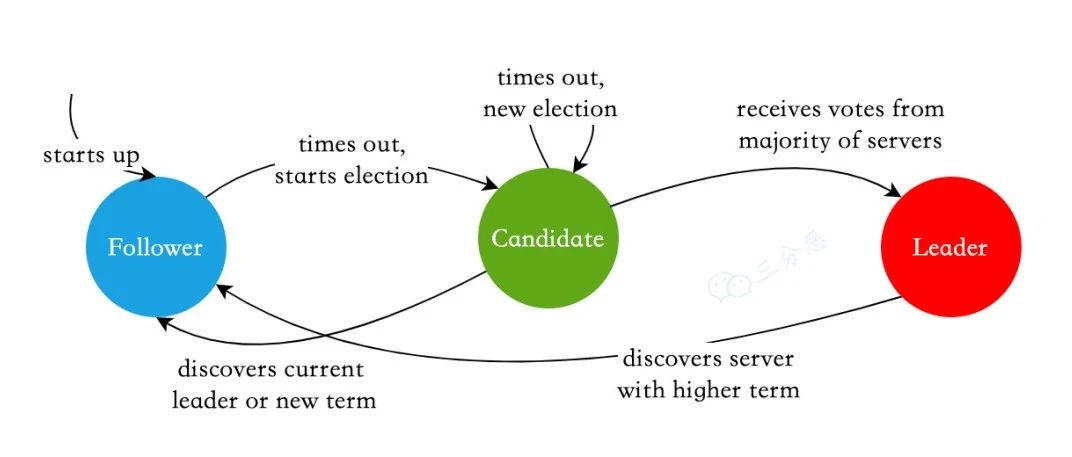 times out,
new election
receives votes from
majority of servers
starts up
times out,
starts election
Follower
Candidate
Leader
三分恶
discovers current
leader or new term
discovers server
with higher term